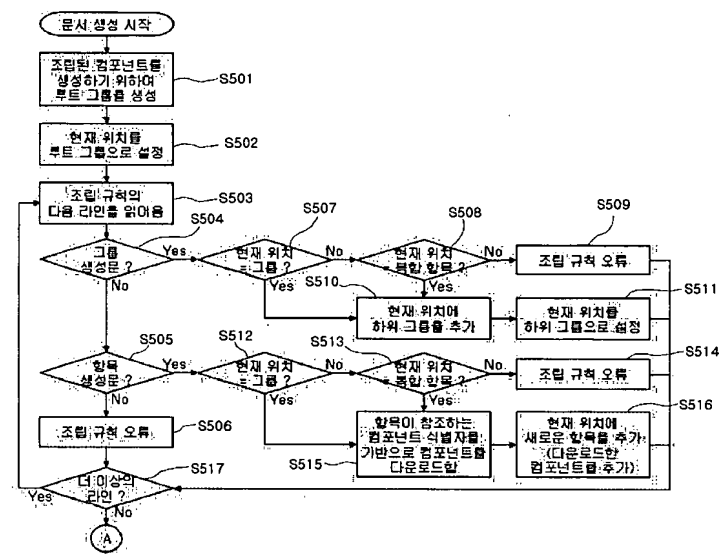 문서 생성 시작
조립된 컴포넌트를
생성하기 위하여
루트 그룹을 생성
S501
현재 위치를
루트 그룹으로 설정
S502
조립 규칙의
다음 라인을 읽어옴
S503
그룹
생성문 ?
S504
Yes
No
현재 위치
= 그룹 ?
S507
No
Yes
현재 위치
= 복합 항목 ?
S508
No
Yes
조립 규칙 오류
S509
현재 위치에
하위 그룹을 추가
S510
현재 위치를
하위 그룹으로 설정
S511
항목
생성문 ?
S505
Yes
No
현재 위치
= 그룹 ?
S512
No
Yes
현재 위치
= 복합 항목 ?
S513
No
Yes
조립 규칙 오류
S514
조립 규칙 오류
S506
항목이 참조하는
컴포넌트 식별자를
기반으로 컴포넌트를
다운로드함
S515
현재 위치에
새로운 항목을 추가
(다운로드한
컴포넌트를 추가)
S516
더 이상의
라인 ?
S517
Yes
No
A